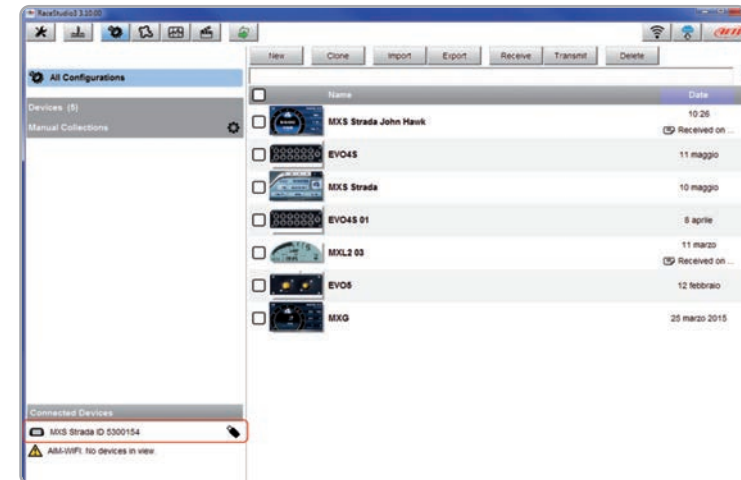 RaceStudio3 3.10.00
New Clone Import Export Receive Transmit Delete
All Configurations
Devices (5)
Manual Collections
Name Date
MXS Strada John Hawk 10:26
Received on ...
EVO4S 11 maggio
MXS Strada 10 maggio
EVO4S 01 8 aprile
MXL2 03 11 marzo
Received on ...
EVO5 12 febbraio
MXG 25 marzo 2015
Connected Devices
MXS Strada ID 5300154
AIM-WIFI: No devices in view